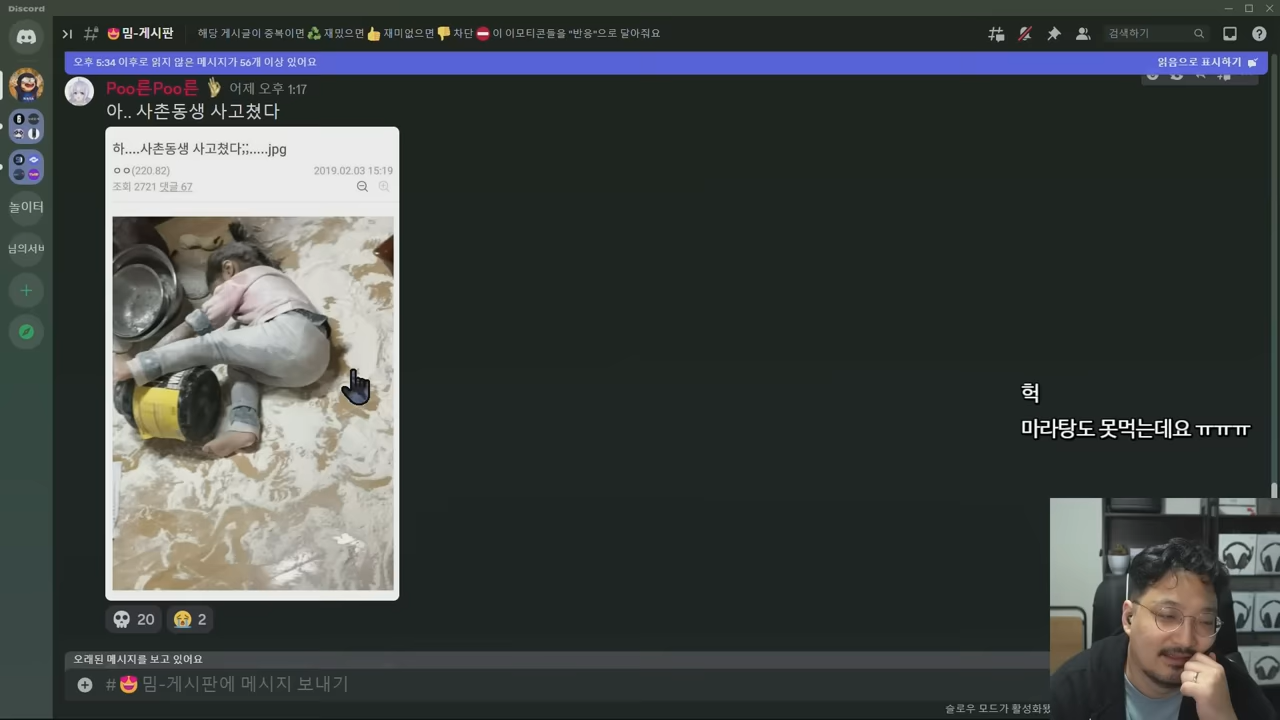 Discord
밈-게시판
해당 게시글이 중복이면 ♻️ 재밌으면 👍 재미없으면 👎 차단 ⛔ 이 이모티콘들을 "반응"으로 달아줘요
검색하기
오후 5:34 이후로 읽지 않은 메시지가 56개 이상 있어요
읽음으로 표시하기
Poo른Poo른
어제 오후 1:17
아.. 사촌동생 사고쳤다
하....사촌동생 사고쳤다;;.....jpg
ㅇㅇ(220.82)
2019.02.03 15:19
조회 2721 댓글 67
놀이터
님의서버
헉
마라탕도 못먹는데요 ㅠㅠㅠ
20
2
오래된 메시지를 보고 있어요
#😍밈-게시판에 메시지 보내기
슬로우 모드가 활성화됐